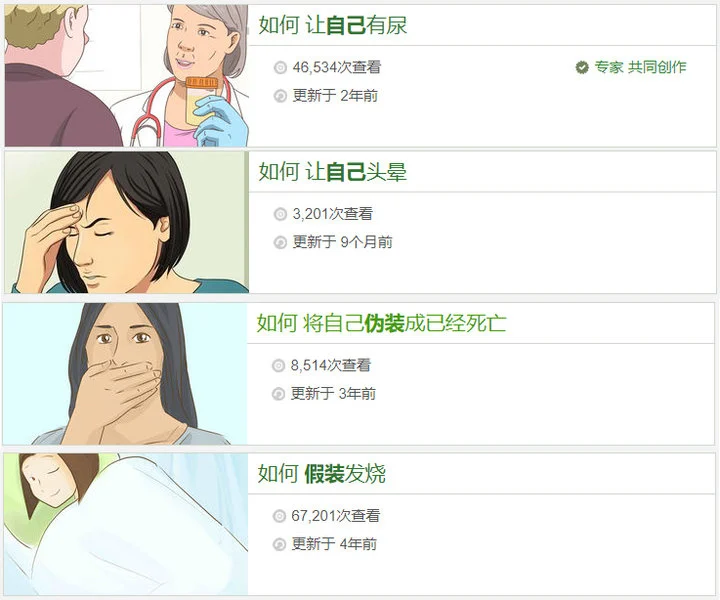 如何 让自己有尿
46,534次查看
专家 共同创作
更新于 2年前
如何 让自己头晕
3,201次查看
更新于 9个月前
如何 将自己伪装成已经死亡
8,514次查看
更新于 3年前
如何 假装发烧
67,201次查看
更新于 4年前